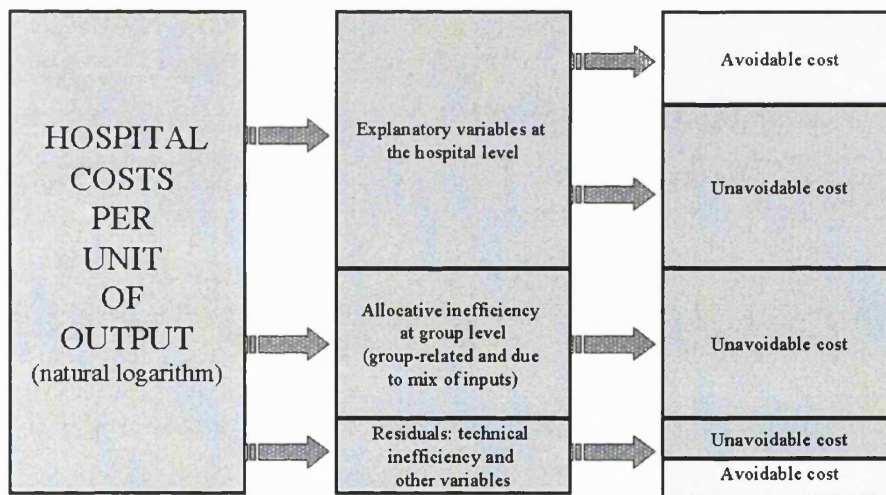 HOSPITAL
COSTS
PER
UNIT
OF
OUTPUT
(natural logarithm)
Explanatory variables at
the hospital level
Allocative inefficiency
at group level
(group-related and due
to mix of inputs)
Residuals: technical
inefficiency and
other variables
Avoidable cost
Unavoidable cost
Unavoidable cost
Unavoidable cost
Avoidable cost